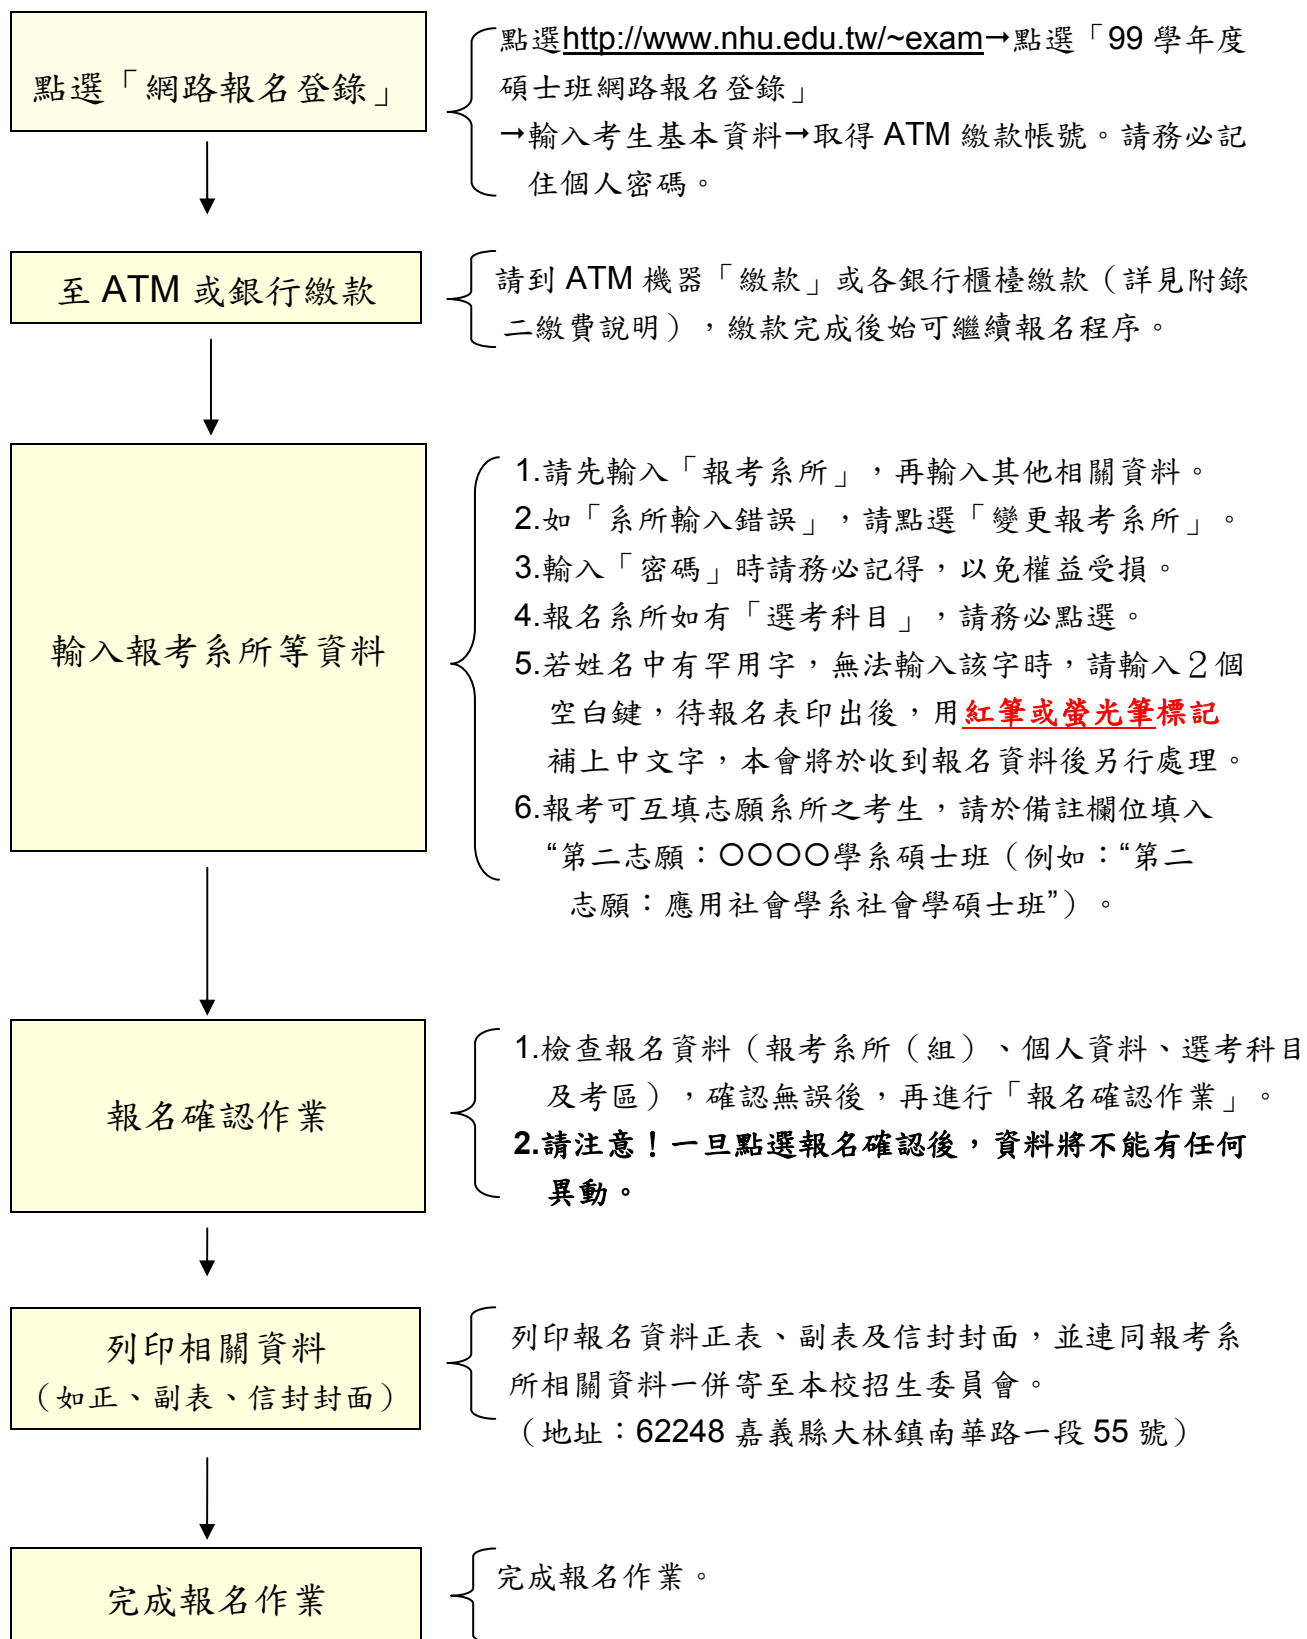 點選「網路報名登錄」
點選http://www.nhu.edu.tw/~exam→點選「99 學年度
碩士班網路報名登錄」
→輸入考生基本資料→取得 ATM 繳款帳號。請務必記
住個人密碼。
至 ATM 或銀行繳款
請到 ATM 機器「繳款」或各銀行櫃檯繳款（詳見附錄
二繳費說明），繳款完成後始可繼續報名程序。
輸入報考系所等資料
1.請先輸入「報考系所」，再輸入其他相關資料。
2.如「系所輸入錯誤」，請點選「變更報考系所」。
3.輸入「密碼」時請務必記得，以免權益受損。
4.報名系所如有「選考科目」，請務必點選。
5.若姓名中有罕用字，無法輸入該字時，請輸入２個
空白鍵，待報名表印出後，用紅筆或螢光筆標記
補上中文字，本會將於收到報名資料後另行處理。
6.報考可互填志願系所之考生，請於備註欄位填入
“第二志願：○○○○學系碩士班（例如：“第二
志願：應用社會學系社會學碩士班”）。
報名確認作業
1.檢查報名資料（報考系所（組）、個人資料、選考科目
及考區），確認無誤後，再進行「報名確認作業」。
2.請注意！一旦點選報名確認後，資料將不能有任何
異動。
列印相關資料
（如正、副表、信封封面）
列印報名資料正表、副表及信封封面，並連同報考系
所相關資料一併寄至本校招生委員會。
（地址：62248 嘉義縣大林鎮南華路一段 55 號）
完成報名作業
完成報名作業。